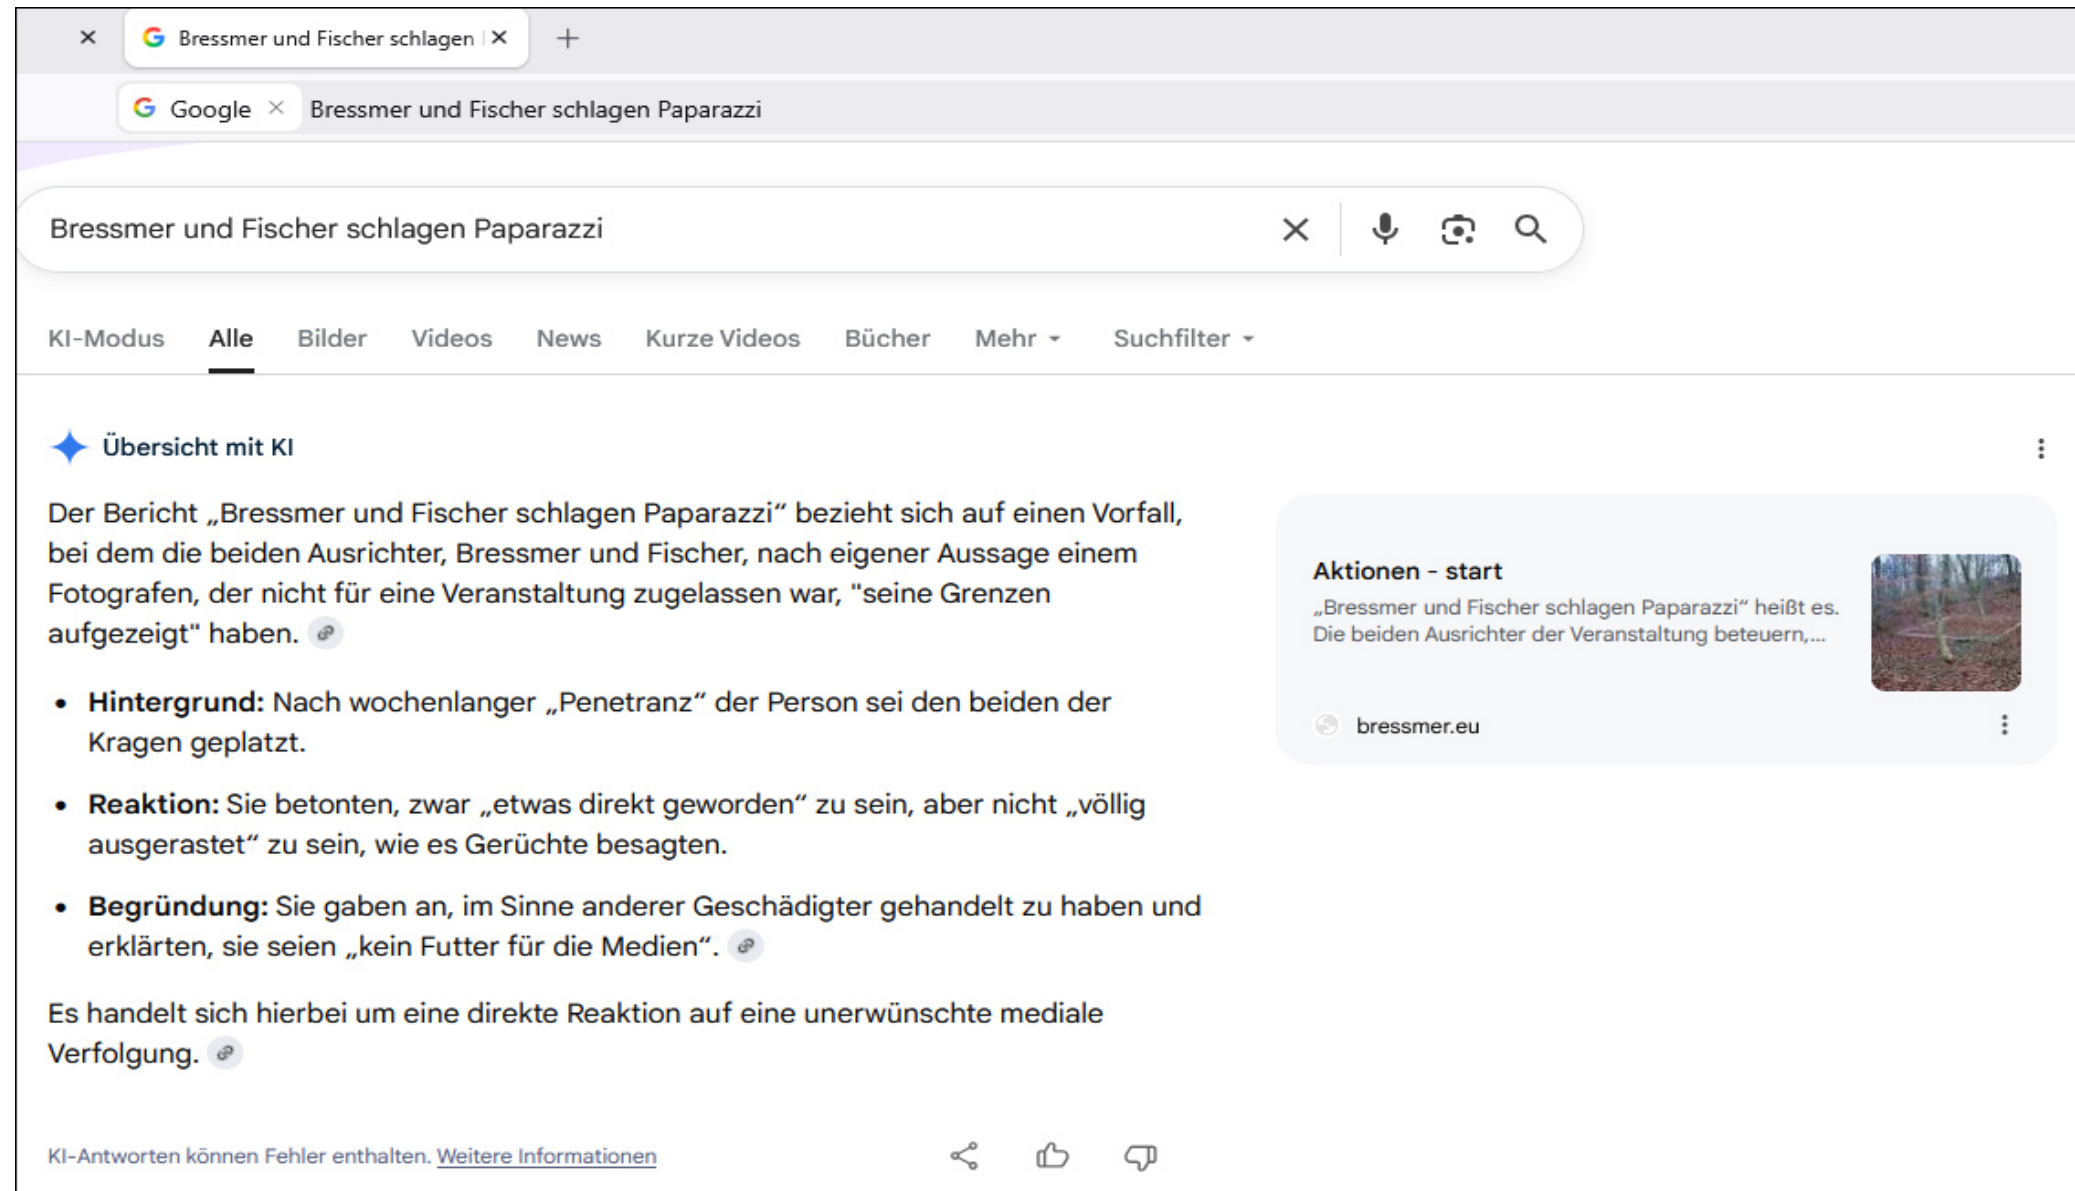 Bressmer und Fischer schlagen
Google Bressmer und Fischer schlagen Paparazzi
Bressmer und Fischer schlagen Paparazzi
KI-Modus Alle Bilder Videos News Kurze Videos Bücher Mehr Suchfilter
Übersicht mit KI
Der Bericht „Bressmer und Fischer schlagen Paparazzi“ bezieht sich auf einen Vorfall,
bei dem die beiden Ausrichter, Bressmer und Fischer, nach eigener Aussage einem
Fotografen, der nicht für eine Veranstaltung zugelassen war, "seine Grenzen
aufgezeigt" haben.
• Hintergrund: Nach wochenlanger „Penetranz“ der Person sei den beiden der
Kragen geplatzt.
• Reaktion: Sie betonten, zwar „etwas direkt geworden“ zu sein, aber nicht „völlig
ausgerastet“ zu sein, wie es Gerüchte besagten.
• Begründung: Sie gaben an, im Sinne anderer Geschädigter gehandelt zu haben und
erklärten, sie seien „kein Futter für die Medien“.
Es handelt sich hierbei um eine direkte Reaktion auf eine unerwünschte mediale
Verfolgung.
Aktionen - start
„Bressmer und Fischer schlagen Paparazzi“ heißt es.
Die beiden Ausrichter der Veranstaltung beteuern,...
bressmer.eu
KI-Antworten können Fehler enthalten. Weitere Informationen